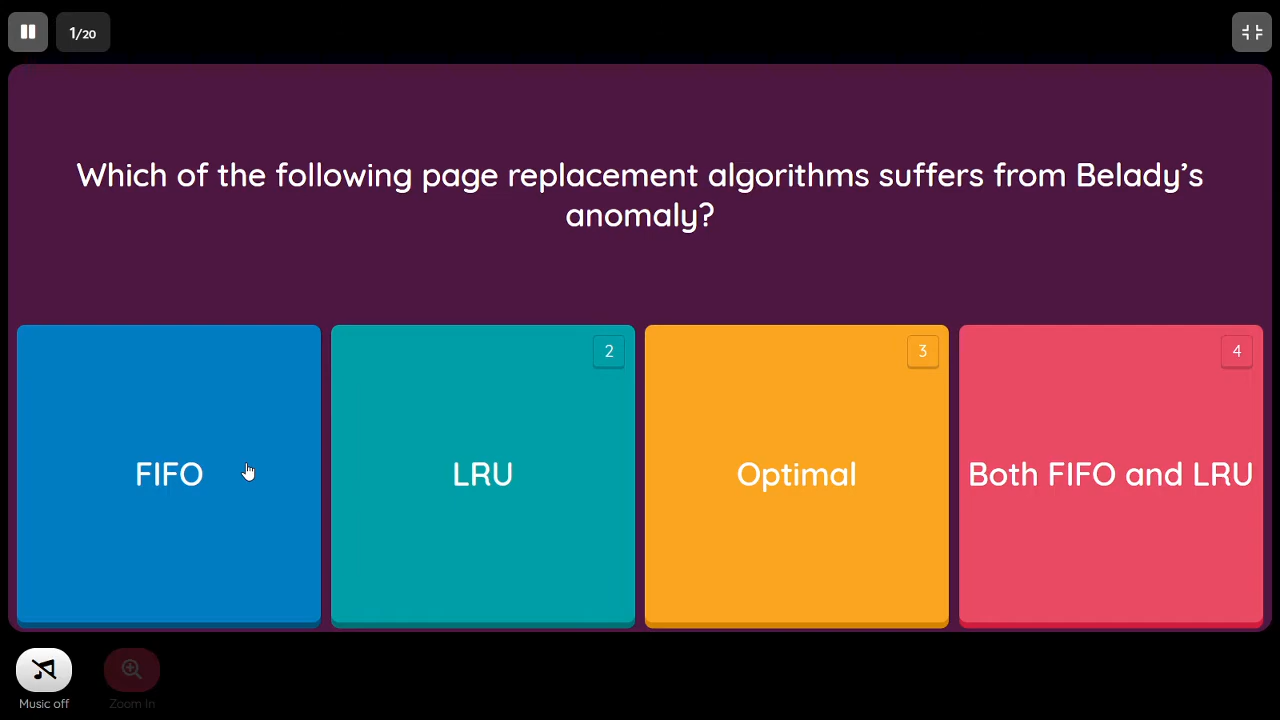 1/20
Which of the following page replacement algorithms suffers from Belady’s
anomaly?
FIFO
2
LRU
3
Optimal
4
Both FIFO and LRU
Music off
Zoom In